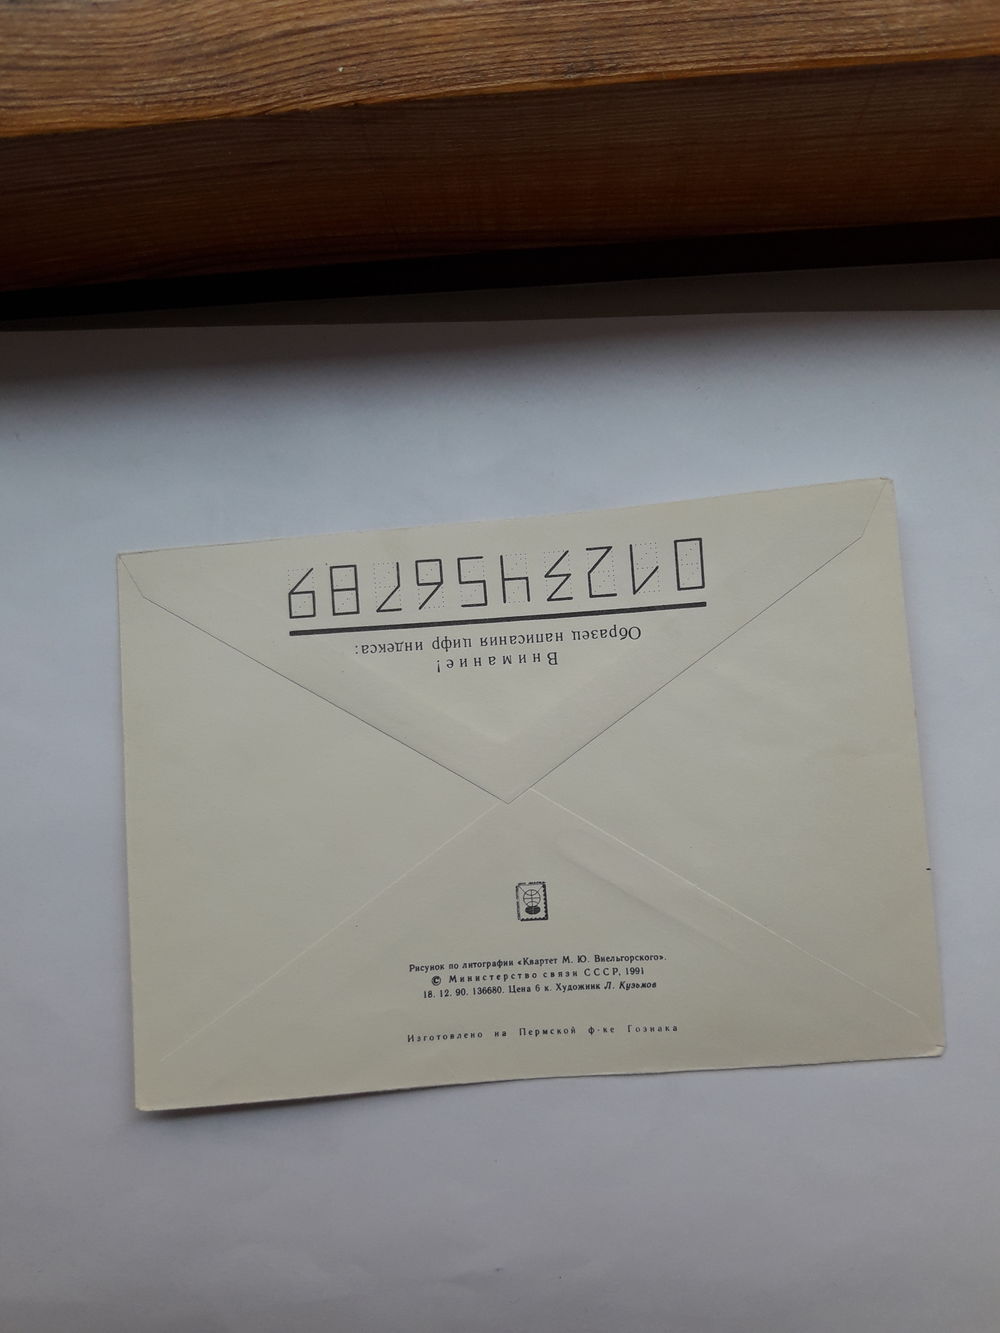 Внимание!
Образец написания цифр индекса:
0123456789
Рисунок по литографии «Квартет М. Ю. Виельгорского».
© Министерство связи СССР, 1991
18. 12. 90. 136680. Цена 6 к. Художник Л. Кузьмов
Изготовлено на Пермской ф-ке Гознака